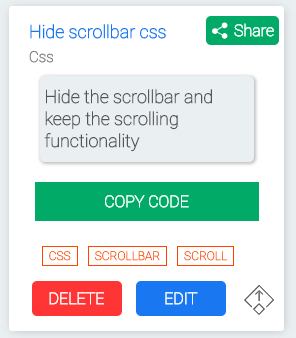 Hide scrollbar css
Share
Css
Hide the scrollbar and
keep the scrolling
functionality
COPY CODE
CSS
SCROLLBAR
SCROLL
DELETE
EDIT